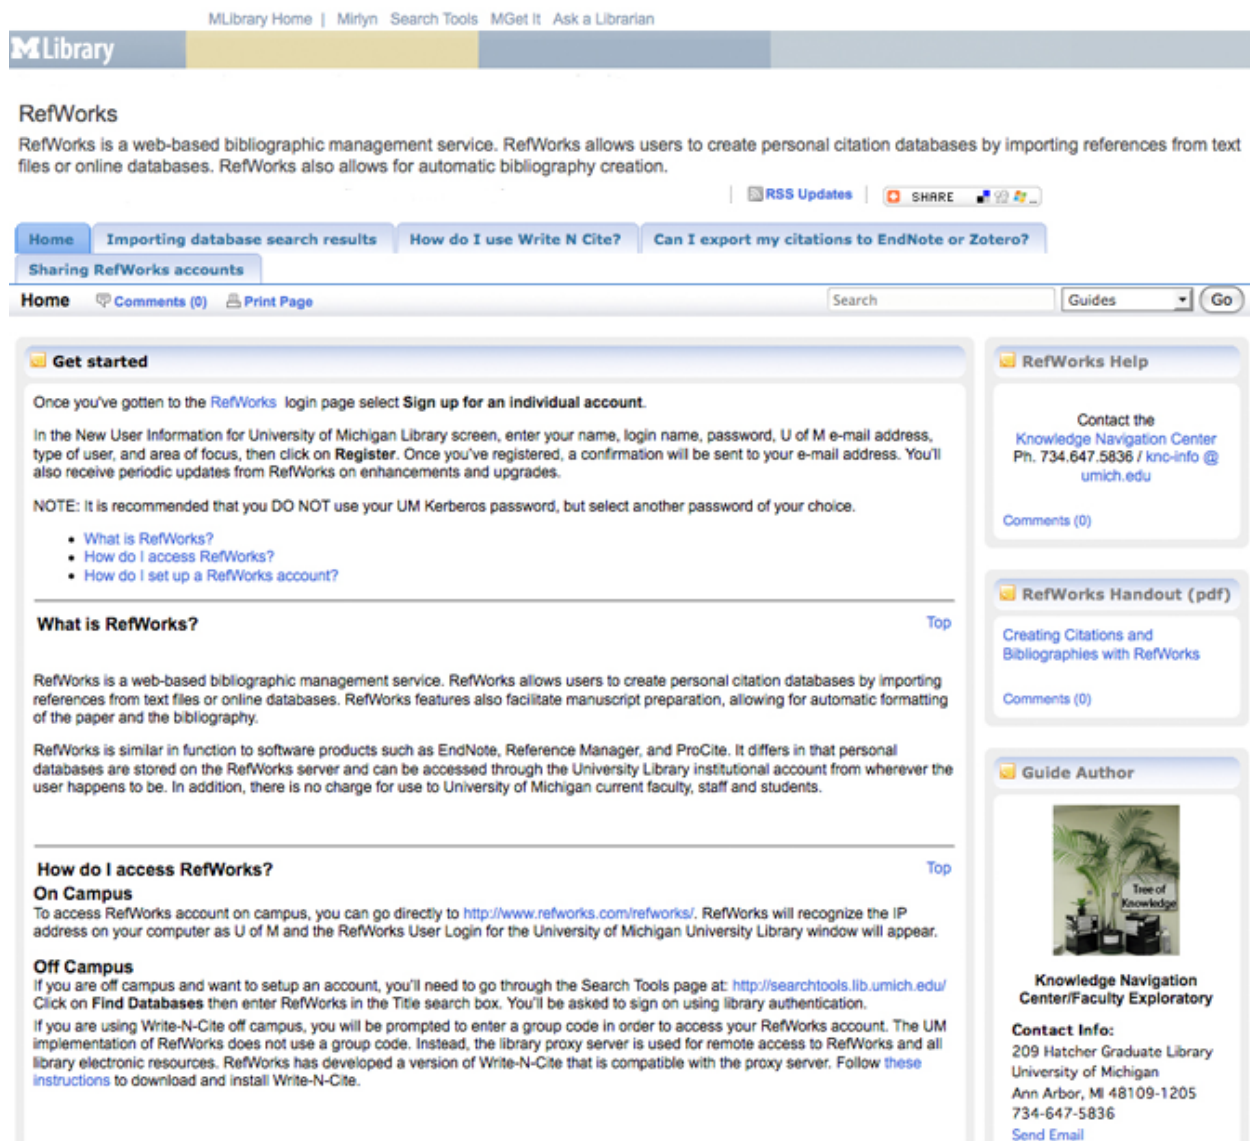 MLibrary Home | Mirlyn Search Tools MGet It Ask a Librarian
M Library
RefWorks
RefWorks is a web-based bibliographic management service. RefWorks allows users to create personal citation databases by importing references from text
files or online databases. RefWorks also allows for automatic bibliography creation.
RSS Updates SHARE
Home Importing database search results How do I use Write N Cite? Can I export my citations to EndNote or Zotero?
Sharing RefWorks accounts
Home Comments (0) Print Page Search Guides Go
Get started
Once you've gotten to the RefWorks login page select Sign up for an individual account.
In the New User Information for University of Michigan Library screen, enter your name, login name, password, U of M e-mail address,
type of user, and area of focus, then click on Register. Once you've registered, a confirmation will be sent to your e-mail address. You'll
also receive periodic updates from RefWorks on enhancements and upgrades.
NOTE: It is recommended that you DO NOT use your UM Kerberos password, but select another password of your choice.
• What is RefWorks?
• How do I access RefWorks?
• How do I set up a RefWorks account?
What is RefWorks? Top
RefWorks is a web-based bibliographic management service. RefWorks allows users to create personal citation databases by importing
references from text files or online databases. RefWorks features also facilitate manuscript preparation, allowing for automatic formatting
of the paper and the bibliography.
RefWorks is similar in function to software products such as EndNote, Reference Manager, and ProCite. It differs in that personal
databases are stored on the RefWorks server and can be accessed through the University Library institutional account from wherever the
user happens to be. In addition, there is no charge for use to University of Michigan current faculty, staff and students.
How do I access RefWorks? Top
On Campus
To access RefWorks account on campus, you can go directly to http://www.refworks.com/refworks/. RefWorks will recognize the IP
address on your computer as U of M and the RefWorks User Login for the University of Michigan University Library window will appear.
Off Campus
If you are off campus and want to setup an account, you'll need to go through the Search Tools page at: http://searchtools.lib.umich.edu/
Click on Find Databases then enter RefWorks in the Title search box. You'll be asked to sign on using library authentication.
If you are using Write-N-Cite off campus, you will be prompted to enter a group code in order to access your RefWorks account. The UM
implementation of RefWorks does not use a group code. Instead, the library proxy server is used for remote access to RefWorks and all
library electronic resources. RefWorks has developed a version of Write-N-Cite that is compatible with the proxy server. Follow these
instructions to download and install Write-N-Cite.
RefWorks Help
Contact the
Knowledge Navigation Center
Ph. 734.647.5836 / knc-info @
umich.edu
Comments (0)
RefWorks Handout (pdf)
Creating Citations and
Bibliographies with RefWorks
Comments (0)
Guide Author
Tree of
Knowledge
Knowledge Navigation
Center/Faculty Exploratory
Contact Info:
209 Hatcher Graduate Library
University of Michigan
Ann Arbor, MI 48109-1205
734-647-5836
Send Email